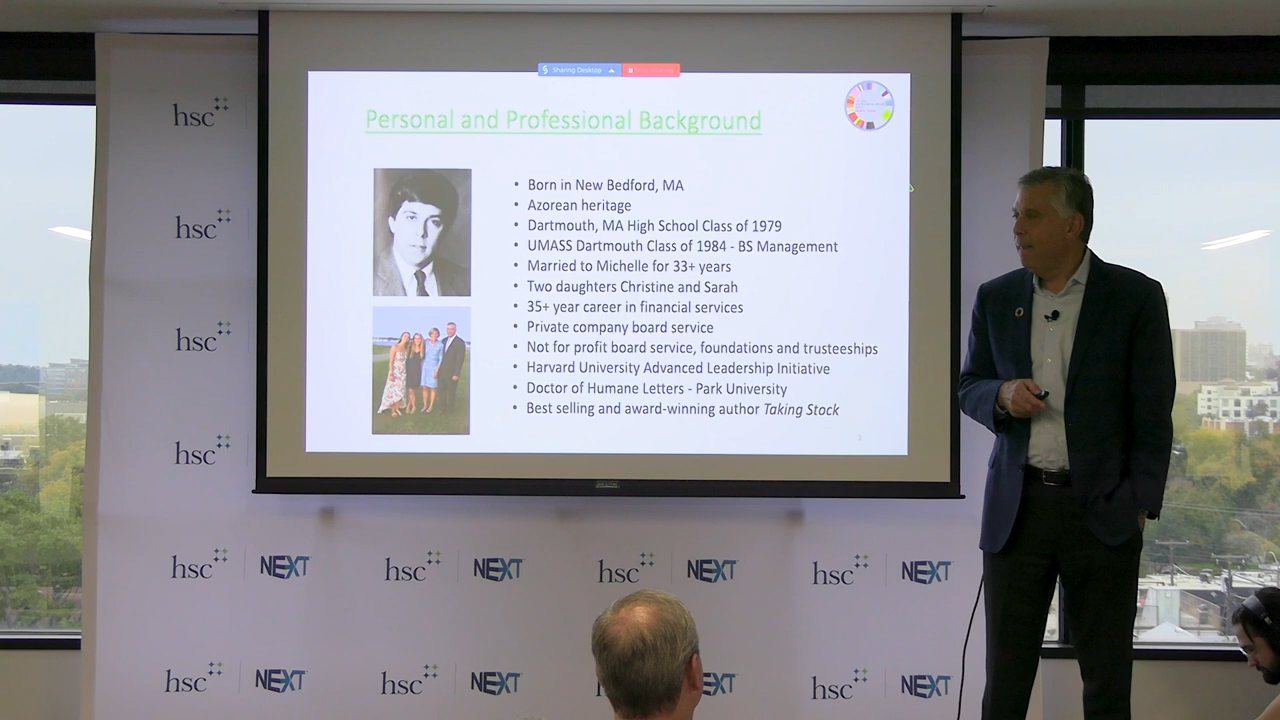 Sharing Desktop
Personal and Professional Background
• Born in New Bedford, MA
• Azorean heritage
• Dartmouth, MA High School Class of 1979
• UMASS Dartmouth Class of 1984 - BS Management
• Married to Michelle for 33+ years
• Two daughters Christine and Sarah
• 35+ year career in financial services
• Private company board service
• Not for profit board service, foundations and trusteeships
• Harvard University Advanced Leadership Initiative
• Doctor of Humane Letters - Park University
• Best selling and award-winning author Taking Stock
1
hsc
hsc
hsc
hsc
hsc NEXT hsc NEXT hsc NEXT hsc NEXT
hsc NEXT hsc NEXT NEXT hsc NEXT